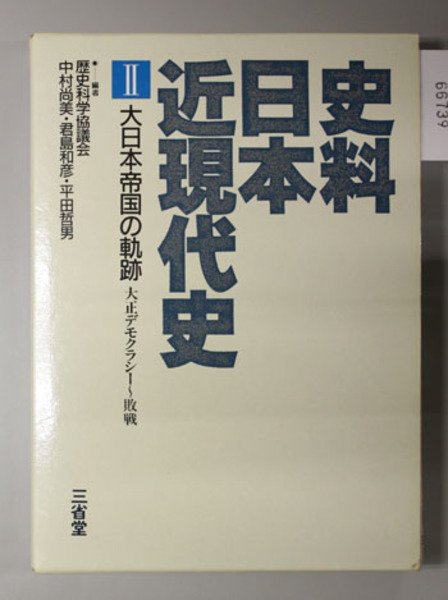 史料
日本
近現代史
II 大日本帝国の軌跡 大正デモクラシー〜敗戦
●編者
歴史科学協議会
中村尚美・君島和彦・平田哲男
三省堂
66739